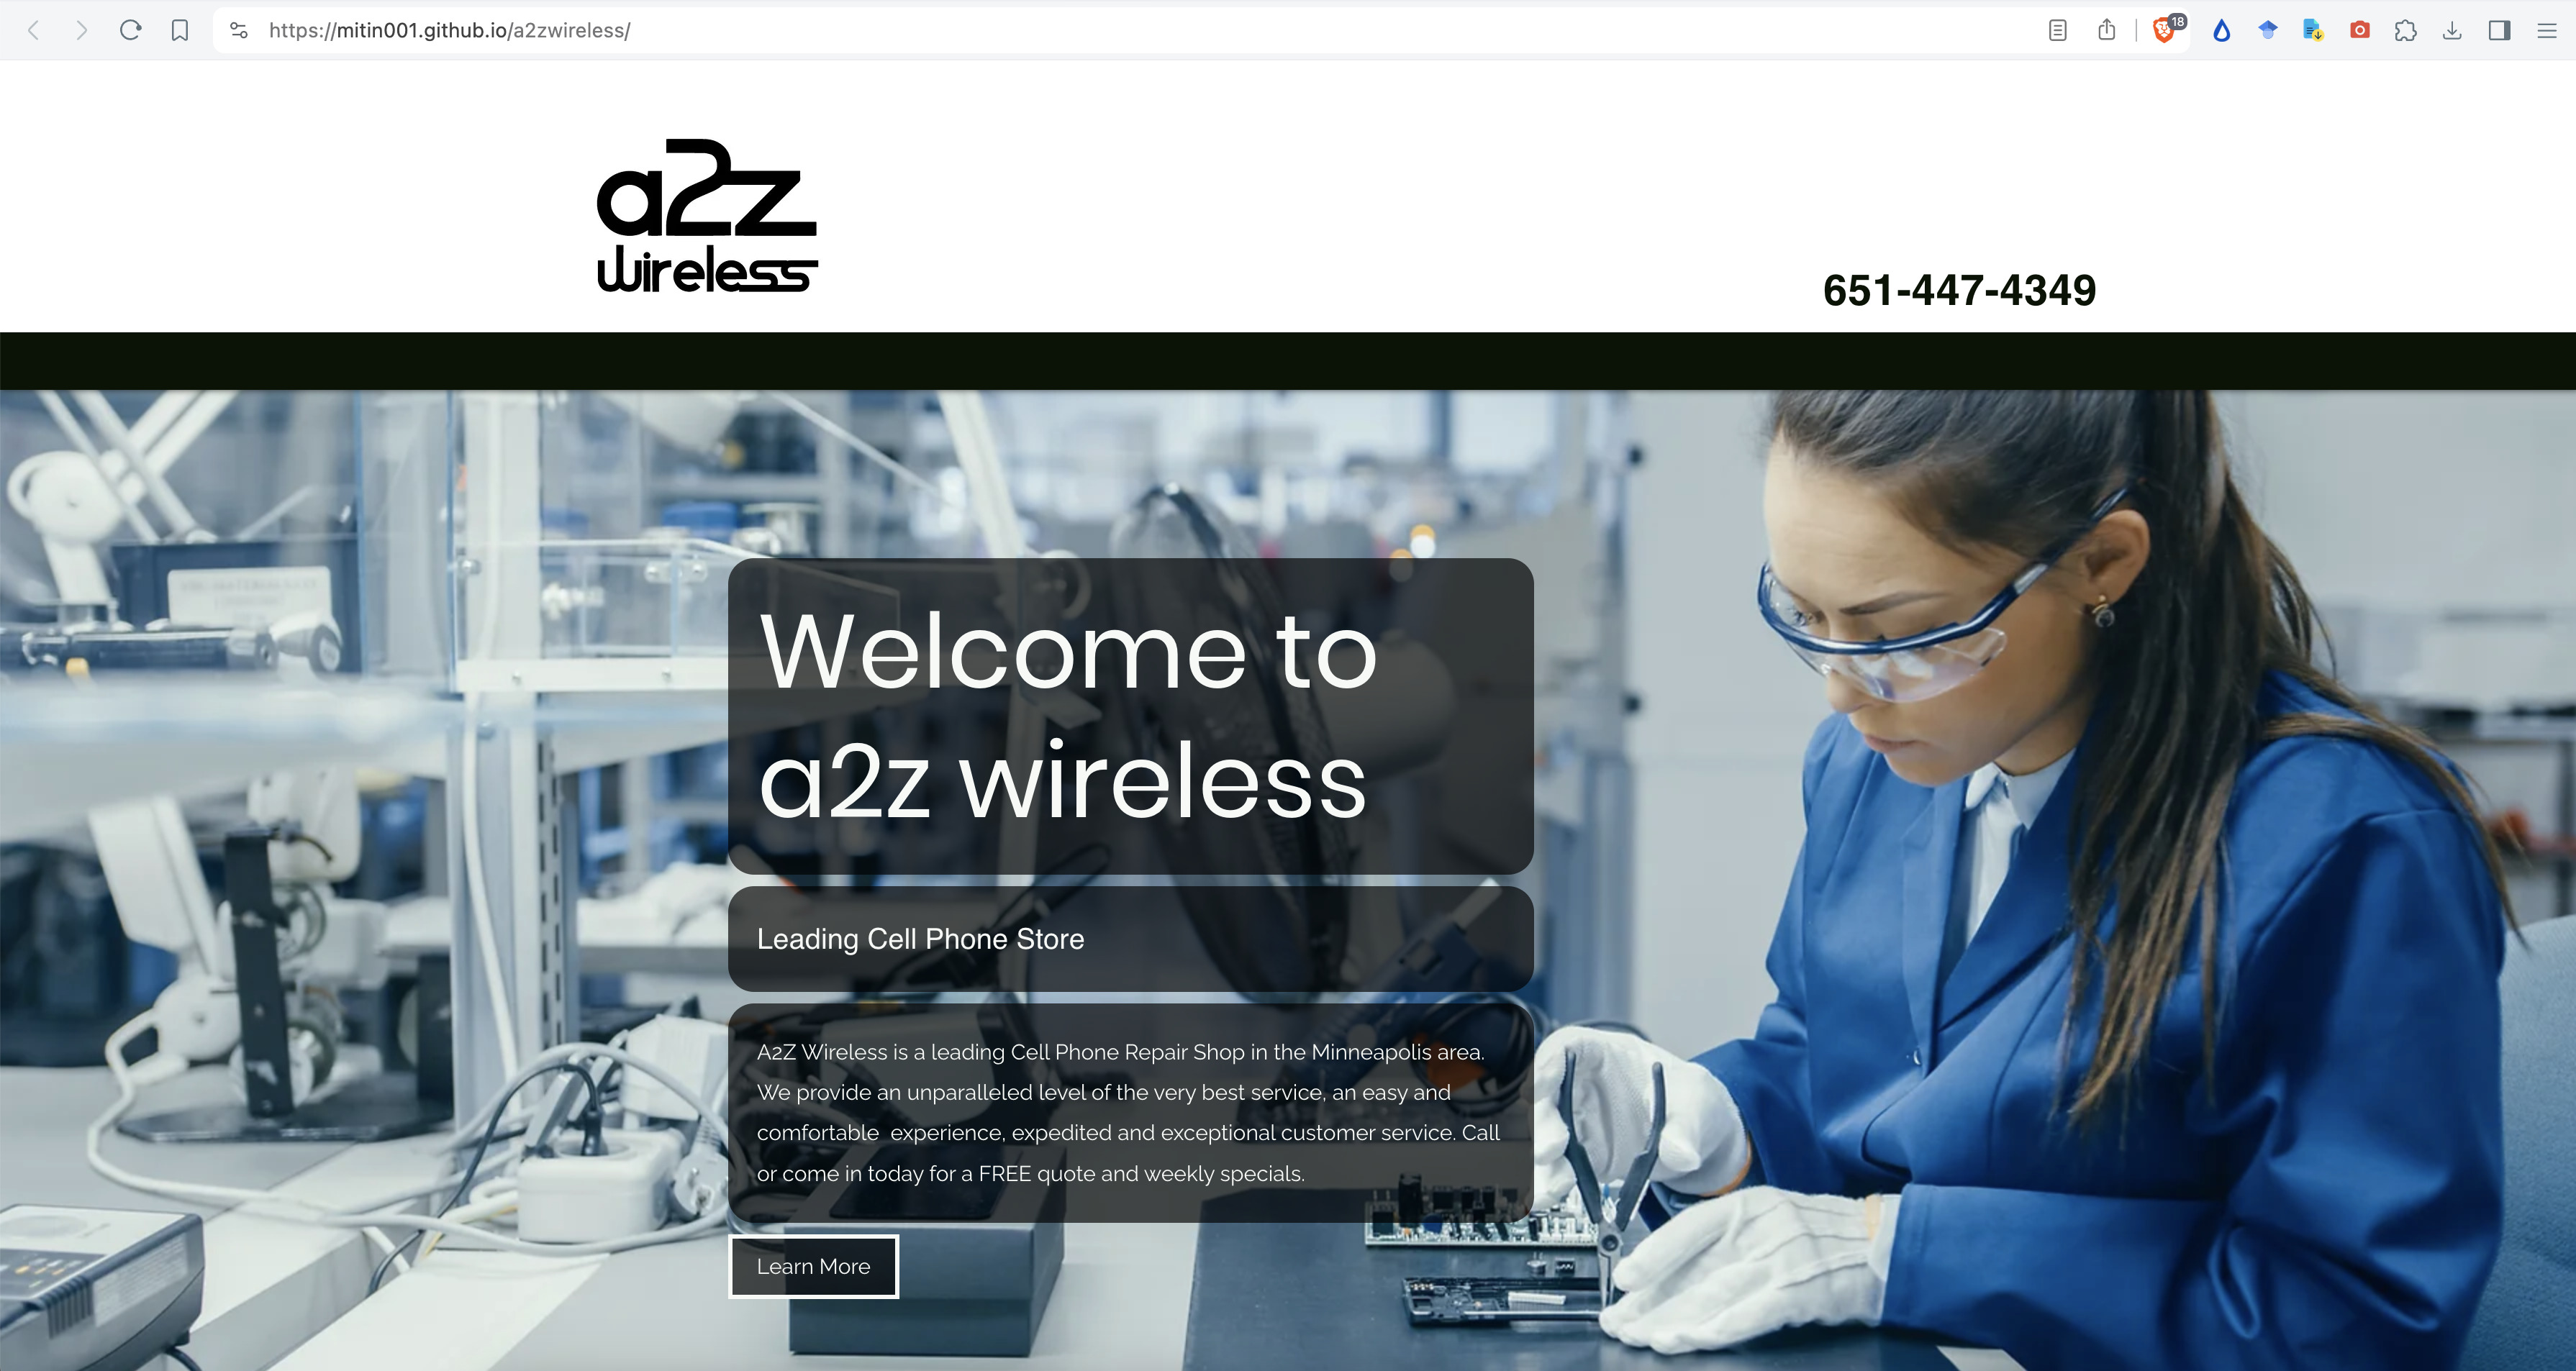 https://mitin001.github.io/a2zwireless/
18
a2z
wireless
651-447-4349
Welcome to
a2z wireless
Leading Cell Phone Store
A2Z Wireless is a leading Cell Phone Repair Shop in the Minneapolis area.
We provide an unparalleled level of the very best service, an easy and
comfortable  experience, expedited and exceptional customer service. Call
or come in today for a FREE quote and weekly specials.
Learn More